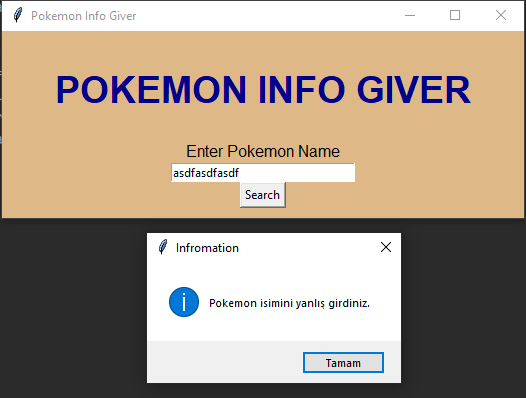 Pokemon Info Giver
POKEMON INFO GIVER
Enter Pokemon Name
asdfasdfasdf
Search
Infromation
Pokemon isimini yanlış girdiniz.
Tamam